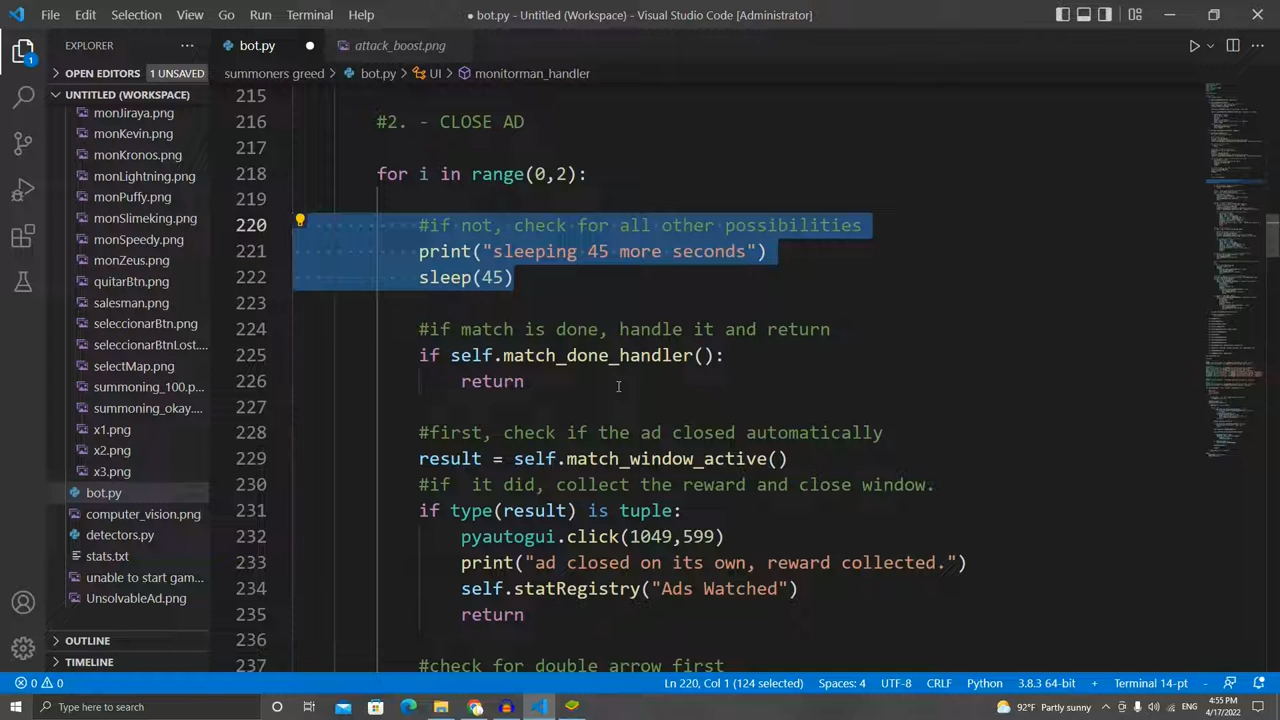 File Edit Selection View Go Run Terminal Help
bot.py - Untitled (Workspace) - Visual Studio Code [Administrator]
EXPLORER
bot.py
attack_boost.png
OPEN EDITORS 1 UNSAVED
summoners greed > bot.py > UI > monitorman_handler
UNTITLED (WORKSPACE)
monJiraya.png
monKevin.png
monKrono.png
monLightning.png
monPuffy.png
monSlimeking.png
monSpeedy.png
monZeus.png
saltarBtn.png
salesman.png
seleccionarBtn.png
seleccionarBtnLost...
summoning_100.p...
summoning_okay....
x.png
x2.png
x3.png
bot.py
computer_vision.png
detectors.py
stats.txt
unable to start gam...
UnsolvableAd.png
OUTLINE
TIMELINE
215
216 #2. - CLOSE
217
218 for i in range(0,2):
219
220 #if not, look for all other possibilities
221 print("sleeping 45 more seconds")
222 sleep(45)
223
224 #if match is done, handle it and return
225 if self.match_done_handler():
226 return
227
228 #first, check if the ad closed automatically
229 result = self.match_window_active()
230 #if it did, collect the reward and close window.
231 if type(result) is tuple:
232 pyautogui.click(1049,599)
233 print("ad closed on its own, reward collected.")
234 self.statRegistry("Ads Watched")
235 return
236
237 #check for double arrow first
0 0
Ln 220, Col 1 (124 selected) Spaces: 4 UTF-8 CRLF Python 3.8.3 64-bit Terminal 14-pt
Type here to search
92°F Partly sunny
4:55 PM
4/17/2022